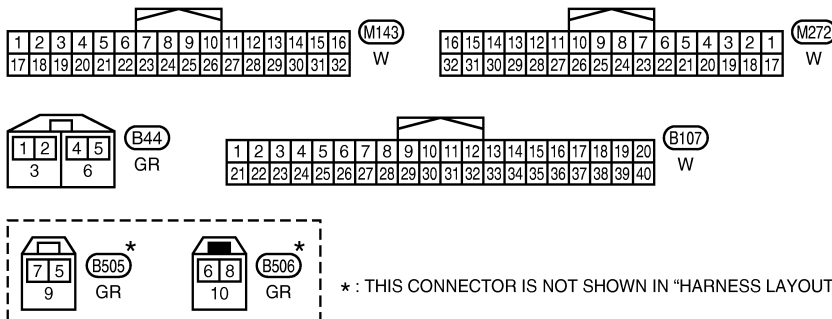 1 2 3 4 5 6 7 8 9 10 11 12 13 14 15 16
17 18 19 20 21 22 23 24 25 26 27 28 29 30 31 32
M143
W
16 15 14 13 12 11 10 9 8 7 6 5 4 3 2 1
32 31 30 29 28 27 26 25 24 23 22 21 20 19 18 17
M272
W
1 2 4 5
3 6
B44
GR
1 2 3 4 5 6 7 8 9 10 11 12 13 14 15 16 17 18 19 20
21 22 23 24 25 26 27 28 29 30 31 32 33 34 35 36 37 38 39 40
B107
W
7 5
9
B505 *
GR
6 8
10
B506 *
GR
* : THIS CONNECTOR IS NOT SHOWN IN "HARNESS LAYOUT